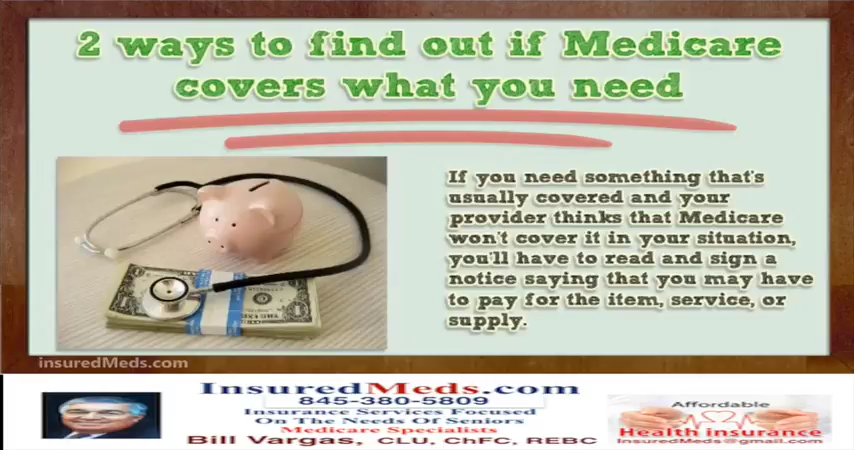 2 ways to find out if Medicare
covers what you need
If you need something that's
usually covered and your
provider thinks that Medicare
won't cover it in your situation,
you'll have to read and sign a
notice saying that you may have
to pay for the item, service, or
supply.
insuredMeds.com
InsuredMeds.com
845-380-5809
Insurance Services Focused
On The Needs Of Seniors
Medicare Specialists
Bill Vargas, CLU, ChFC, REBC
Affordable
Health insurance
InsuredMeds@gmail.com